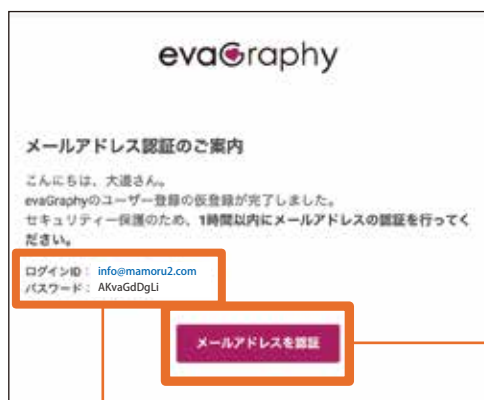 evaGraphy
メールアドレス認証のご案内
こんにちは、大道さん。
evaGraphyのユーザー登録の仮登録が完了しました。
セキュリティー保護のため、1時間以内にメールアドレスの認証を行ってく
ださい。
ログインID： info@mamoru2.com
パスワード： AKvaGdDgLi
メールアドレスを認証